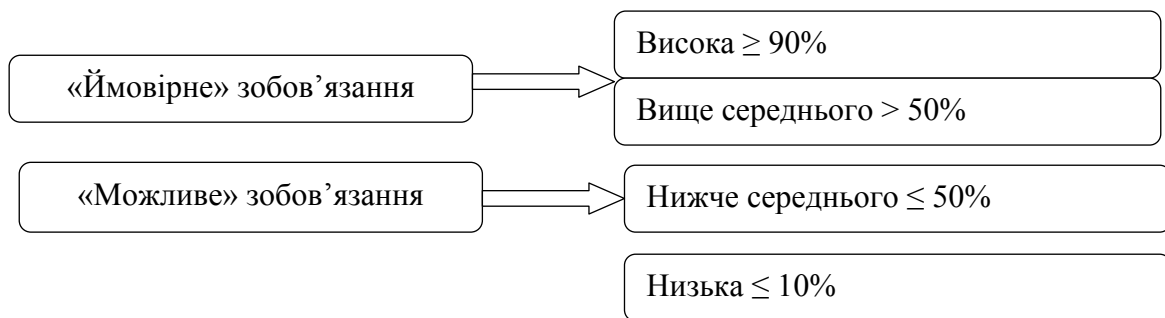 «Ймовірне» зобов’язання
Висока ≥ 90%
Вище середнього > 50%
«Можливе» зобов’язання
Нижче середнього ≤ 50%
Низька ≤ 10%